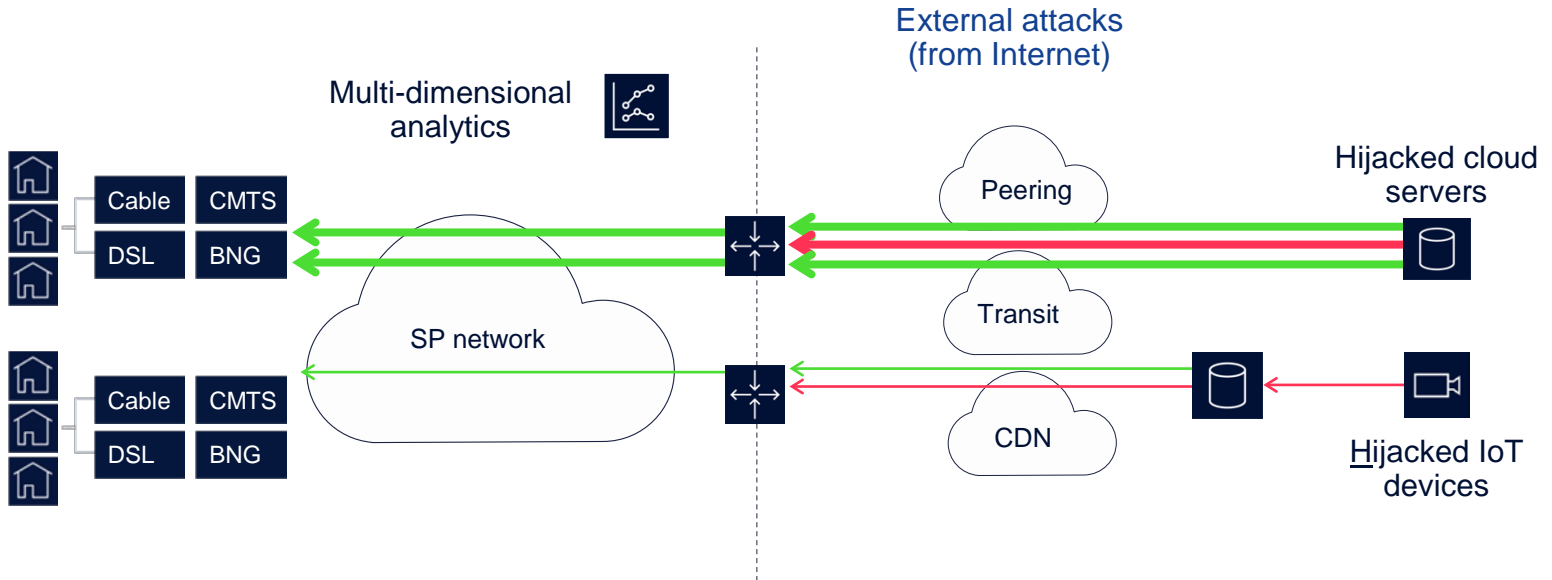 External attacks
(from Internet)
Multi-dimensional
analytics
Hijacked cloud
servers
Peering
Cable
CMTS
DSL
BNG
Transit
SP network
Cable
CMTS
DSL
BNG
CDN
Hijacked IoT
devices